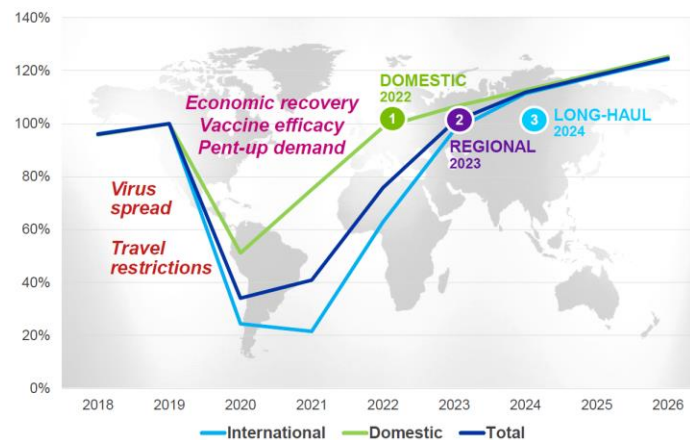 140%
120%
100%
80%
60%
40%
20%
0%
Economic recovery
Vaccine efficacy
Pent-up demand
Virus
spread
Travel
restrictions
DOMESTIC
2022
1
2
REGIONAL
2023
3
LONG-HAUL
2024
2018 2019 2020 2021 2022 2023 2024 2025 2026
International Domestic Total